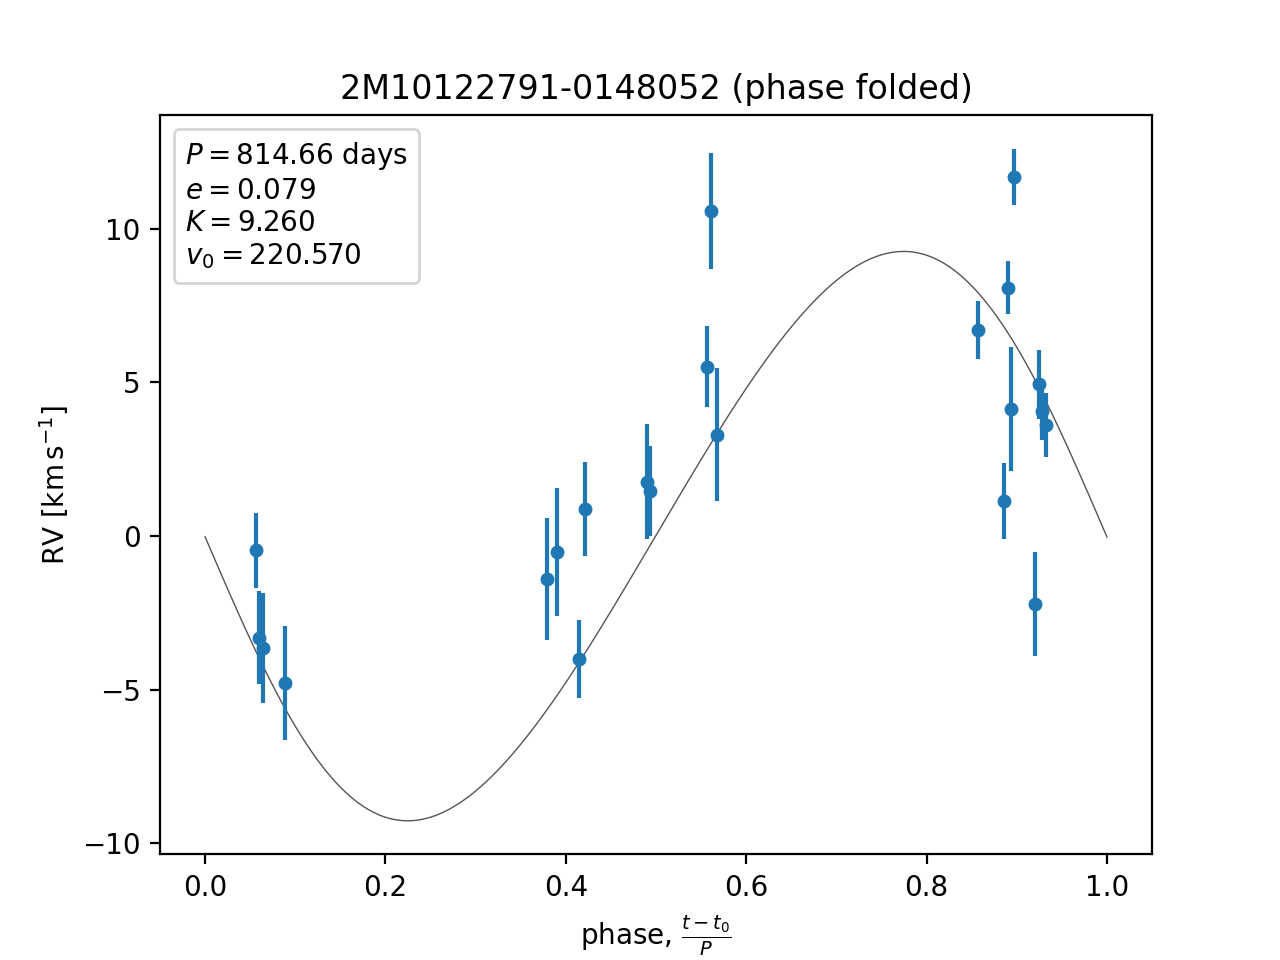 2M10122791-0148052 (phase folded)
P = 814.66 days
e = 0.079
K = 9.260
v₀ = 220.570
RV [km s⁻¹]
10
5
0
−5
−10
0.0 0.2 0.4 0.6 0.8 1.0
phase, (t − t₀)/P